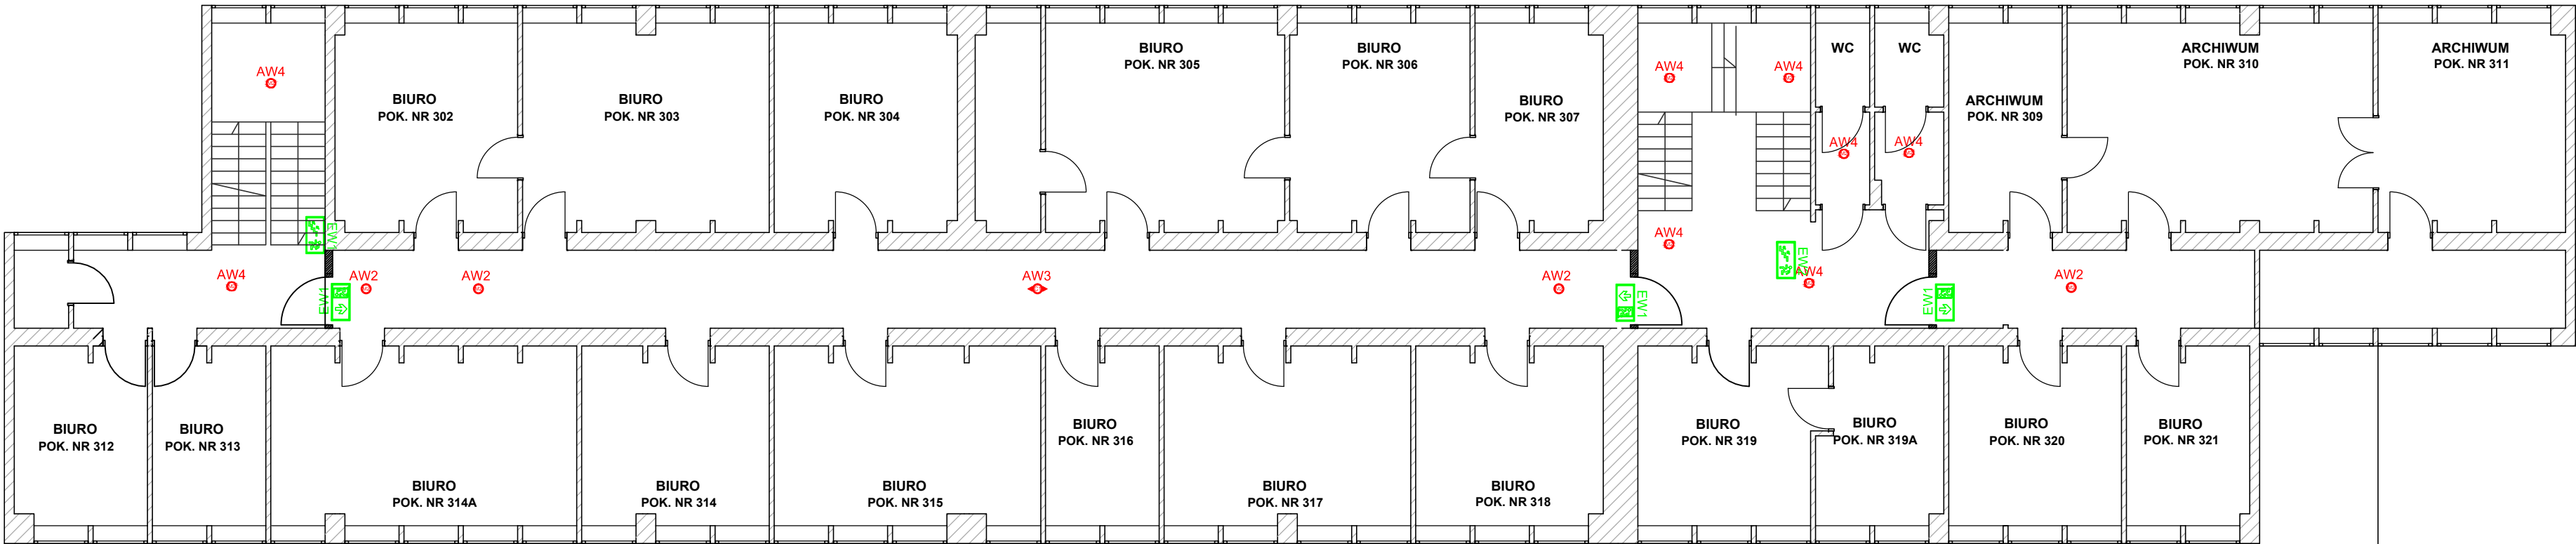 AW4
BIURO
POK. NR 302
BIURO
POK. NR 303
BIURO
POK. NR 304
BIURO
POK. NR 305
BIURO
POK. NR 306
BIURO
POK. NR 307
AW4
AW4
WC
WC
AW4
AW4
ARCHIWUM
POK. NR 309
ARCHIWUM
POK. NR 310
ARCHIWUM
POK. NR 311
AW4
EW1
AW2
EW1
AW2
AW3
AW2
EW1
AW4
AW4
EW1
AW2
BIURO
POK. NR 312
BIURO
POK. NR 313
BIURO
POK. NR 314A
BIURO
POK. NR 314
BIURO
POK. NR 315
BIURO
POK. NR 316
BIURO
POK. NR 317
BIURO
POK. NR 318
BIURO
POK. NR 319
BIURO
POK. NR 319A
BIURO
POK. NR 320
BIURO
POK. NR 321